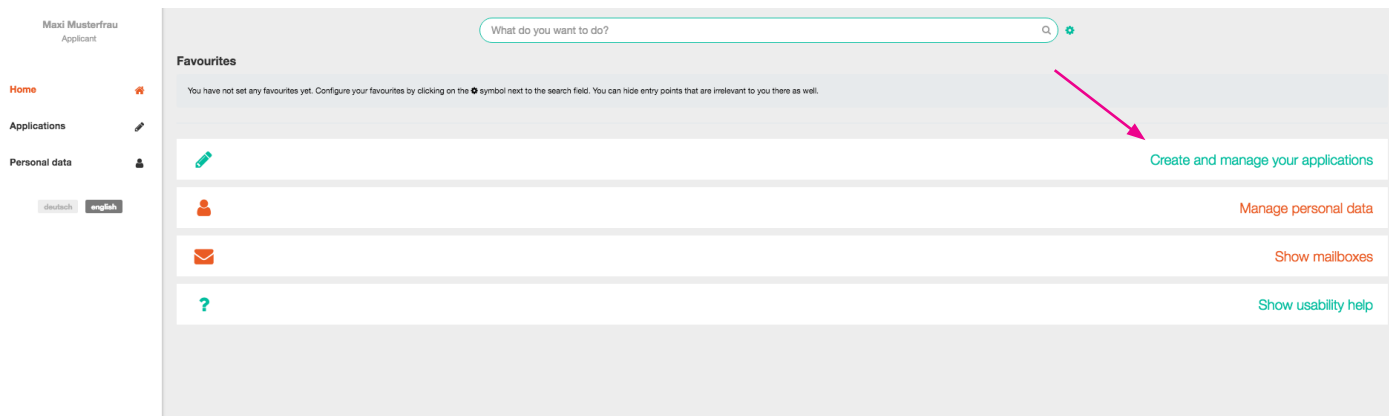 Maxi Musterfrau
Applicant
Home
Applications
Personal data
deutsch english
What do you want to do?
Favourites
You have not set any favourites yet. Configure your favourites by clicking on the symbol next to the search field. You can hide entry points that are irrelevant to you there as well.
Create and manage your applications
Manage personal data
Show mailboxes
? Show usability help